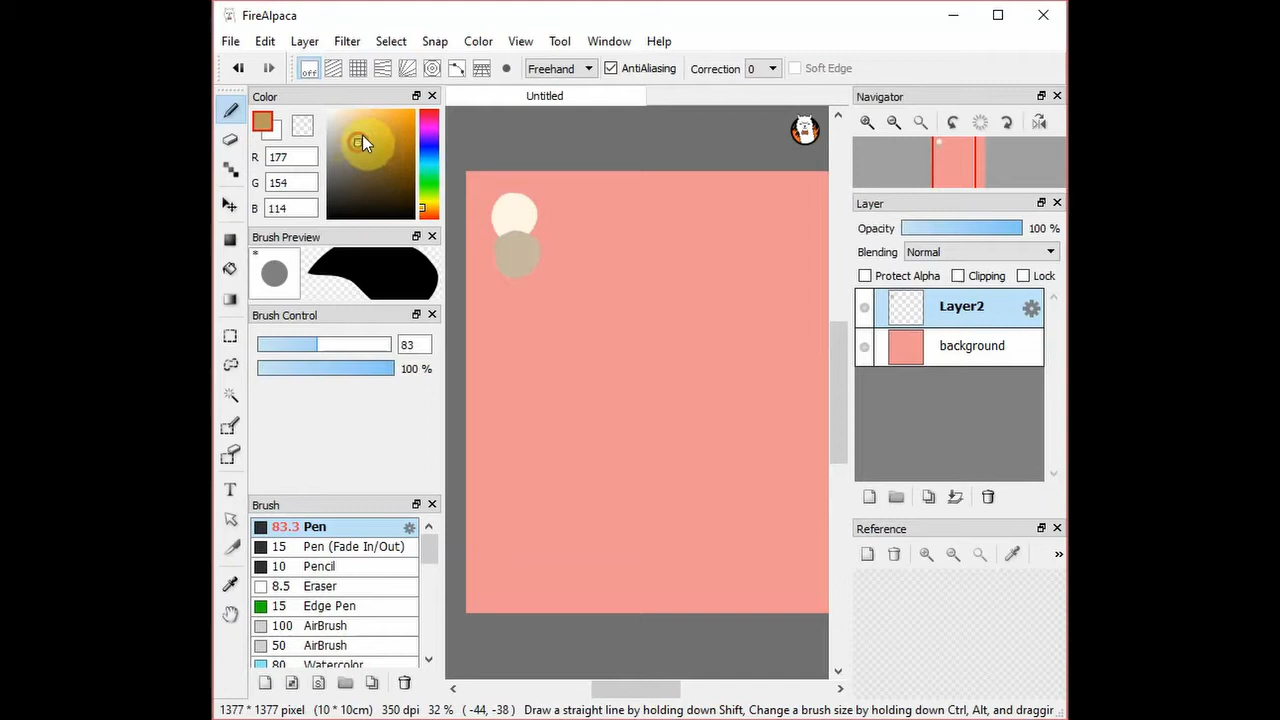 FireAlpaca
File Edit Layer Filter Select Snap Color View Tool Window Help
off Freehand AntiAliasing Correction 0 Soft Edge
Color
R 177
G 154
B 114
Brush Preview
*
Brush Control
83
100 %
Brush
83.3 Pen
15 Pen (Fade In/Out)
10 Pencil
8.5 Eraser
15 Edge Pen
100 AirBrush
50 AirBrush
80 Watercolor
Untitled
Navigator
Layer
Opacity 100 %
Blending Normal
Protect Alpha Clipping Lock
Layer2
background
Reference
»
T
1377 * 1377 pixel (10 * 10cm) 350 dpi 32 % ( -44, -38 ) Draw a straight line by holding down Shift, Change a brush size by holding down Ctrl, Alt, and draggir